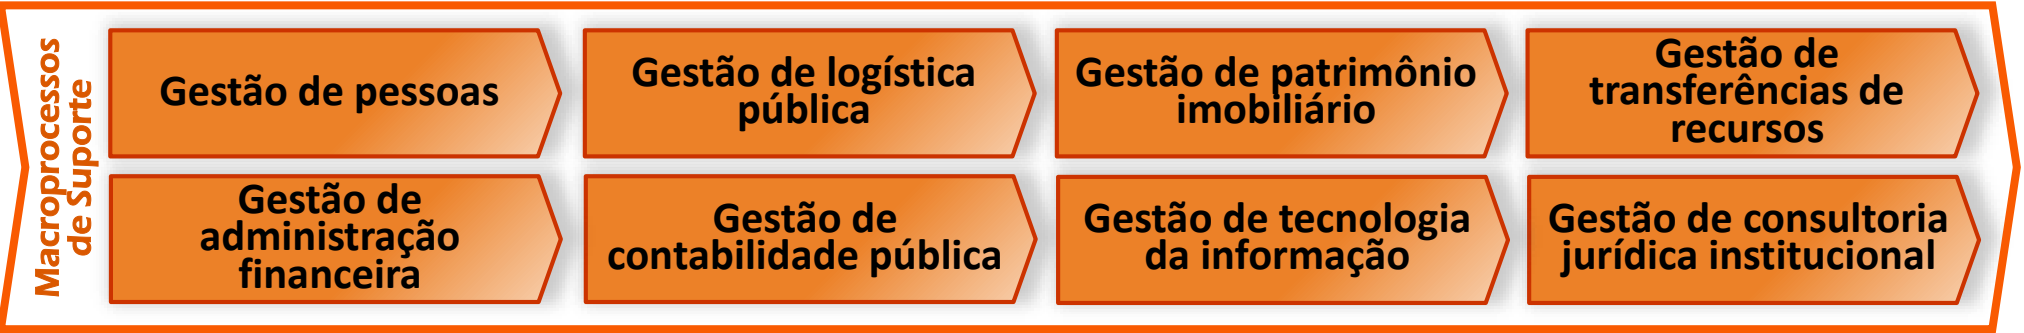 Macroprocessos
de Suporte
Gestão de pessoas
Gestão de logística
pública
Gestão de patrimônio
imobiliário
Gestão de
transferências de
recursos
Gestão de
administração
financeira
Gestão de
contabilidade pública
Gestão de tecnologia
da informação
Gestão de consultoria
jurídica institucional